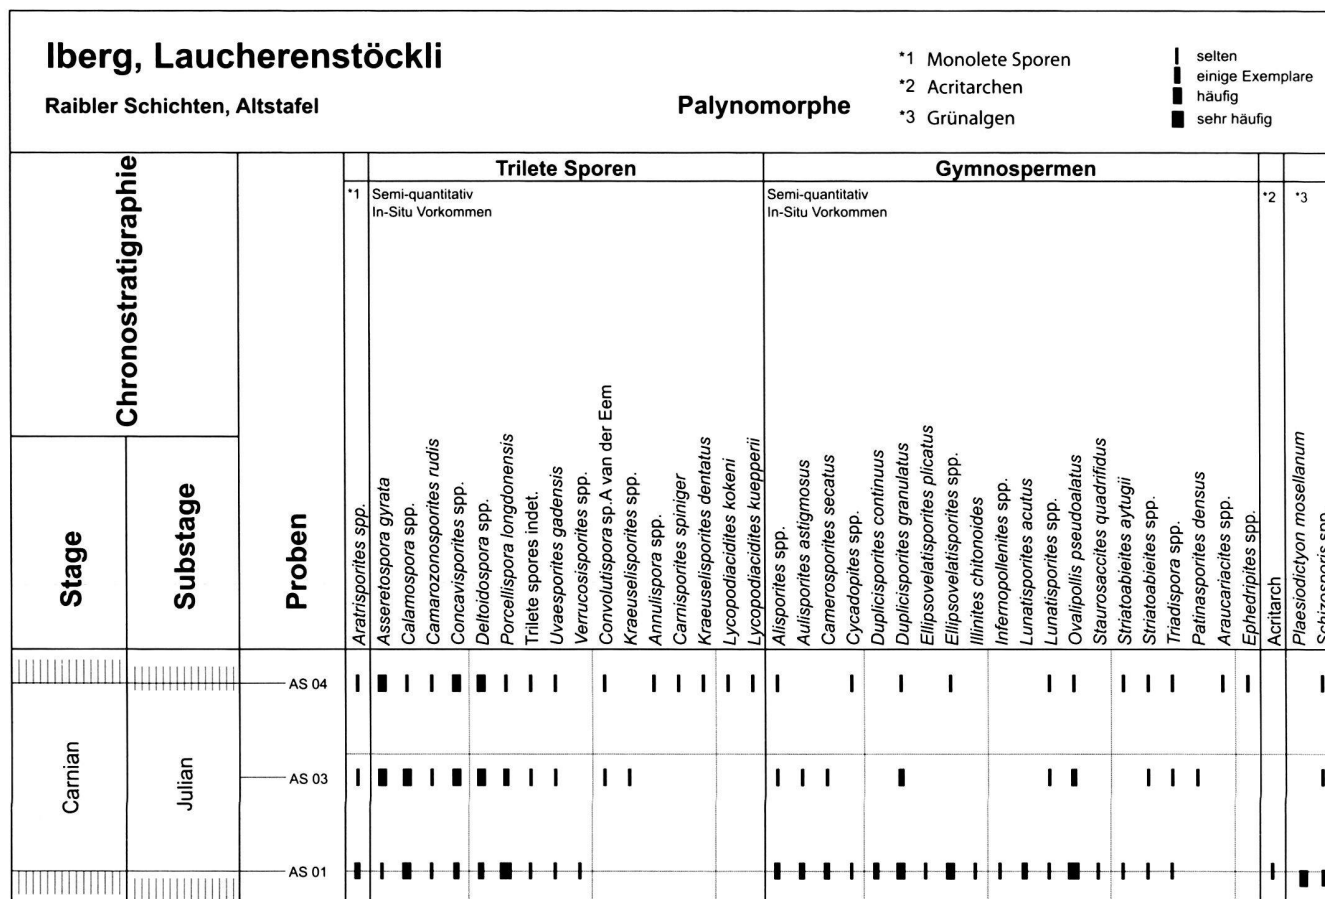 Iberg, Laucherenstöckli
Raibler Schichten, Altstafel
Palynomorphe
*1 Monolete Sporen
*2 Acritarchen
*3 Grünalgen
selten
einige Exemplare
häufig
sehr häufig
Chronostratigraphie
Stage
Substage
Proben
Trilete Sporen
Gymnospermen
*1
Semi-quantitativ
In-Situ Vorkommen
Semi-quantitativ
In-Situ Vorkommen
*2
*3
Aratrisporites spp.
Asseretospora gyrata
Calamospora spp.
Camarozonosporites rudis
Concavisporites spp.
Deltoidospora spp.
Porcellispora longdonensis
Trilete spores indet.
Uvaesporites gadensis
Verrucosisporites spp.
Convolutispora sp.A van der Eem
Kraeuselisporites spp.
Annulispora spp.
Carnisporites spiniger
Kraeuselisporites dentatus
Lycopodiacidites kokeni
Lycopodiacidites kuepperii
Alisporites spp.
Aulisporites astigmosus
Camerosporites secatus
Cycadopites spp.
Duplicisporites continuus
Duplicisporites granulatus
Ellipsovelatisporites plicatus
Ellipsovelatisporites spp.
Illinites chitonoides
Infernopollenites spp.
Lunatisporites acutus
Lunatisporites spp.
Ovalipollis pseudoalatus
Staurosaccites quadrifidus
Striatoabieites aytugii
Striatoabieites spp.
Triadispora spp.
Patinasporites densus
Araucariacites spp.
Ephedripites spp.
Acritarch
Plaesiodictyon mosellanum
Schizosporis spp.
AS 04
Carnian
Julian
AS 03
AS 01